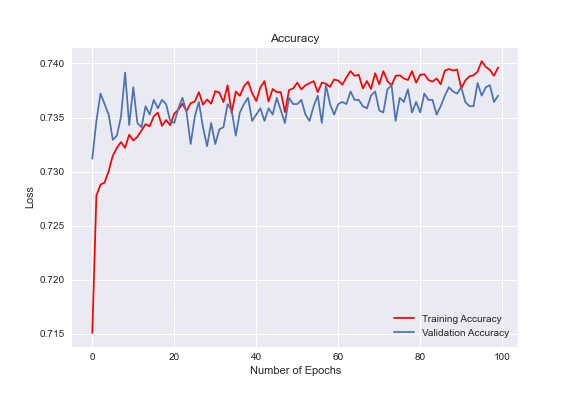 Accuracy
0.740
0.735
0.730
0.725
0.720
0.715
Loss
0
20
40
60
80
100
Number of Epochs
Training Accuracy
Validation Accuracy